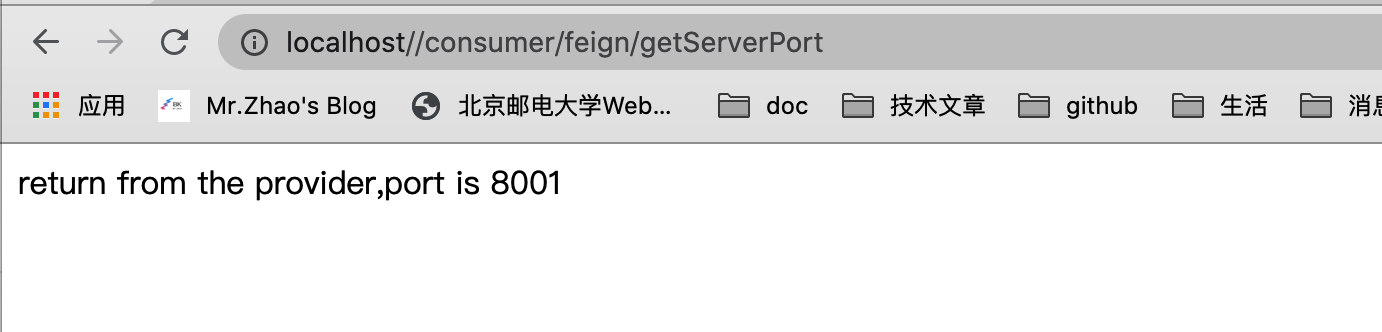 localhost//consumer/feign/getServerPort
应用 Mr.Zhao's Blog 北京邮电大学Web... doc 技术文章 github 生活 消息
return from the provider,port is 8001